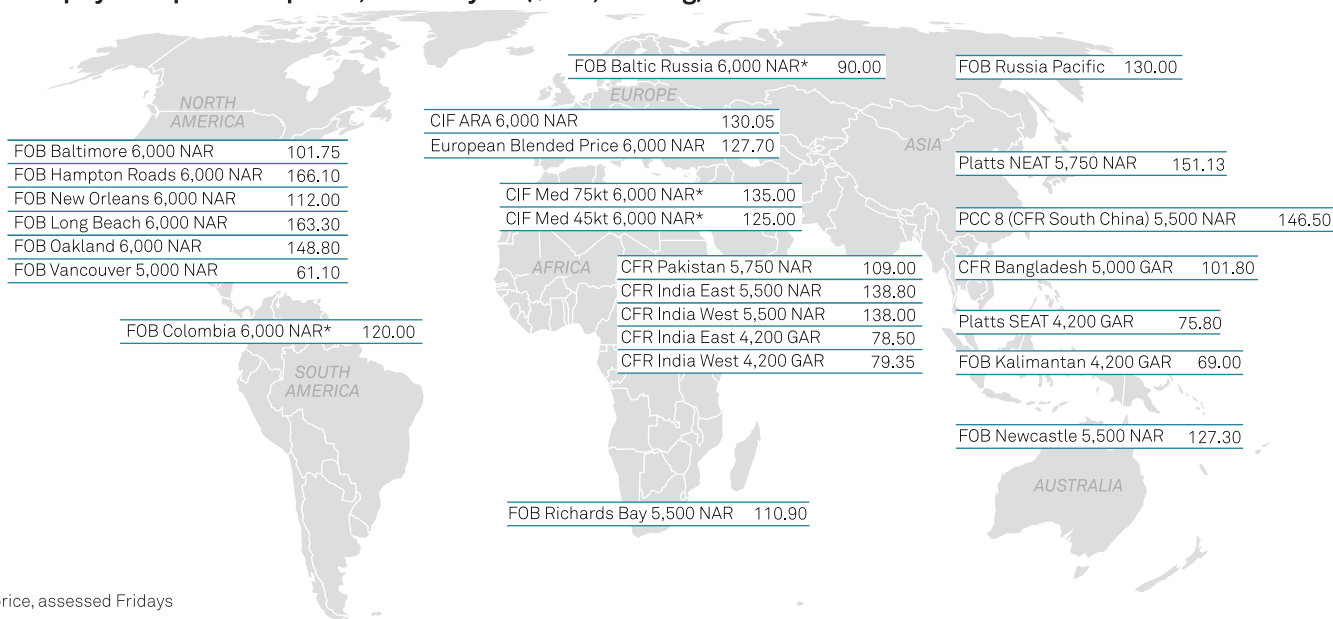 FOB Baltic Russia 6,000 NAR* 90.00
FOB Russia Pacific 130.00
NORTH
AMERICA
EUROPE
ASIA
CIF ARA 6,000 NAR 130.05
European Blended Price 6,000 NAR 127.70
FOB Baltimore 6,000 NAR 101.75
FOB Hampton Roads 6,000 NAR 166.10
FOB New Orleans 6,000 NAR 112.00
FOB Long Beach 6,000 NAR 163.30
FOB Oakland 6,000 NAR 148.80
FOB Vancouver 5,000 NAR 61.10
Platts NEAT 5,750 NAR 151.13
CIF Med 75kt 6,000 NAR* 135.00
CIF Med 45kt 6,000 NAR* 125.00
PCC 8 (CFR South China) 5,500 NAR 146.50
AFRICA
CFR Pakistan 5,750 NAR 109.00
CFR India East 5,500 NAR 138.80
CFR India West 5,500 NAR 138.00
CFR India East 4,200 GAR 78.50
CFR India West 4,200 GAR 79.35
CFR Bangladesh 5,000 GAR 101.80
Platts SEAT 4,200 GAR 75.80
FOB Kalimantan 4,200 GAR 69.00
FOB Colombia 6,000 NAR* 120.00
SOUTH
AMERICA
FOB Newcastle 5,500 NAR 127.30
AUSTRALIA
FOB Richards Bay 5,500 NAR 110.90
rice, assessed Fridays